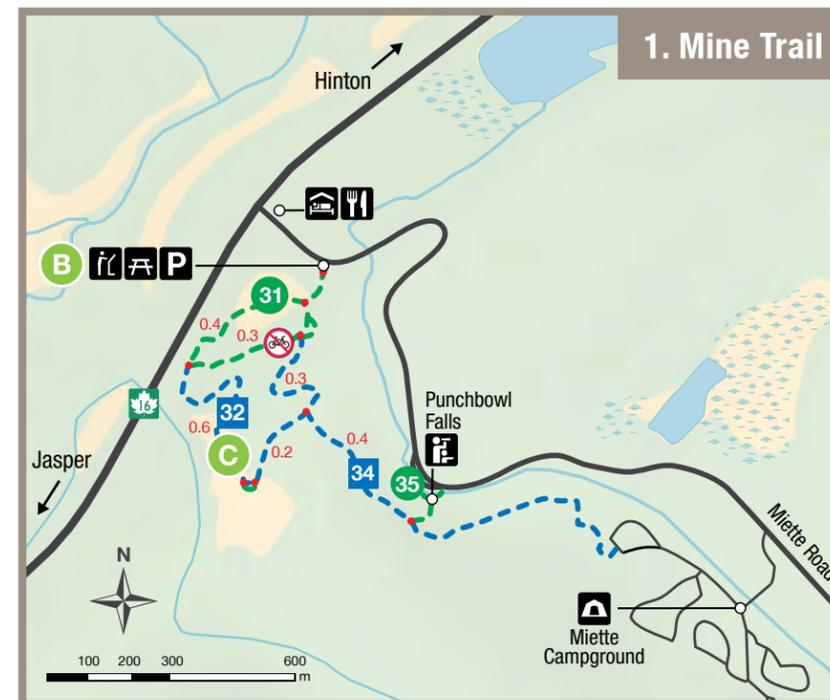 1. Mine Trail
Hinton
B
P
31
0.4
0.3
0.3
16
32
0.6
C
0.2
0.4
34
35
Punchbowl
Falls
Jasper
N
100 200 300 600
m
Miette
Campground
Miette Road